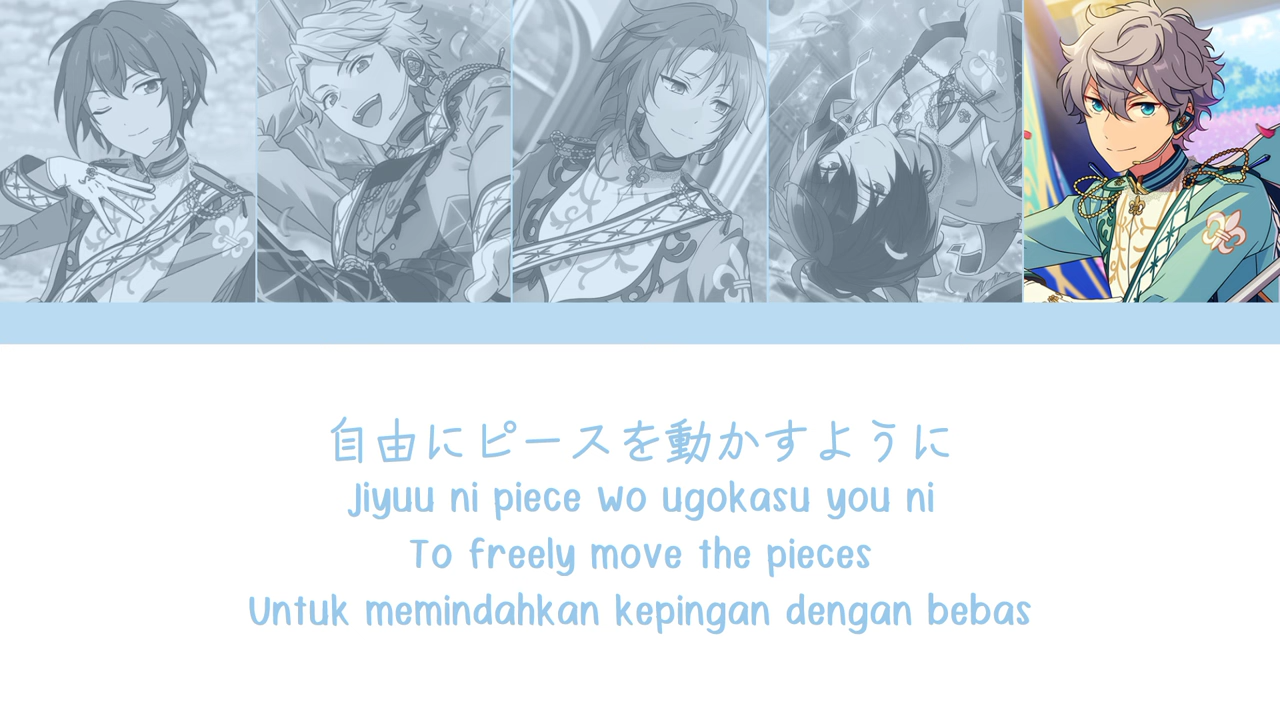 自由にピースを動かすように
Jiyuu ni piece wo ugokasu you ni
To freely move the pieces
Untuk memindahkan kepingan dengan bebas